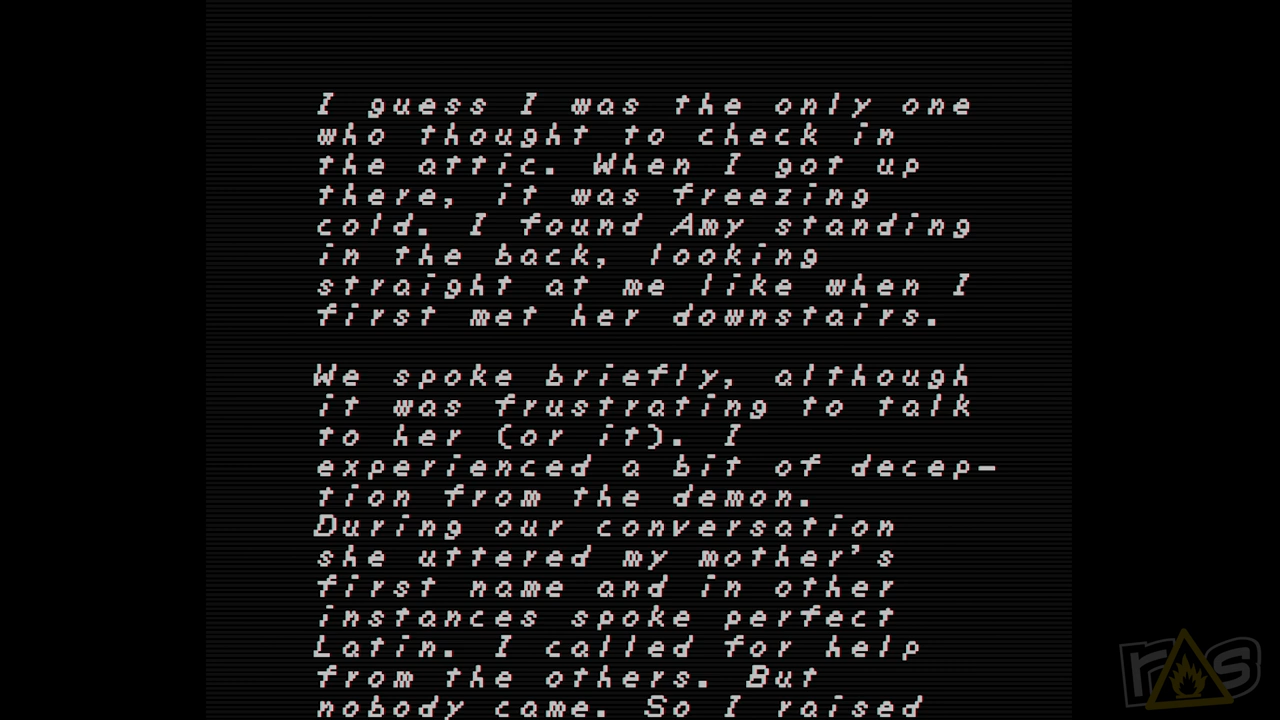 I guess I was the only one
who thought to check in
the attic. When I got up
there, it was freezing
cold. I found Amy standing
in the back, looking
straight at me like when I
first met her downstairs.
We spoke briefly, although
it was frustrating to talk
to her (or it). I
experienced a bit of decep-
tion from the demon.
During our conversation
she uttered my mother's
first name and in other
instances spoke perfect
Latin. I called for help
from the others. But
nobody came. So I raised
ras